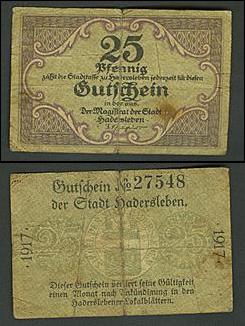 25
Pfennig
zahlt die Stadtkasse zu Hadersleben jederzeit für diesen
Gutschein
Der Magistrat der Stadt
Hadersleben
Gutschein No 27548
der Stadt Hadersleben.
1917.
1917.
Dieser Gutschein verliert seine Gültigkeit
einen Monat nach Ankündigung in den
Haderslebener Lokalblättern.